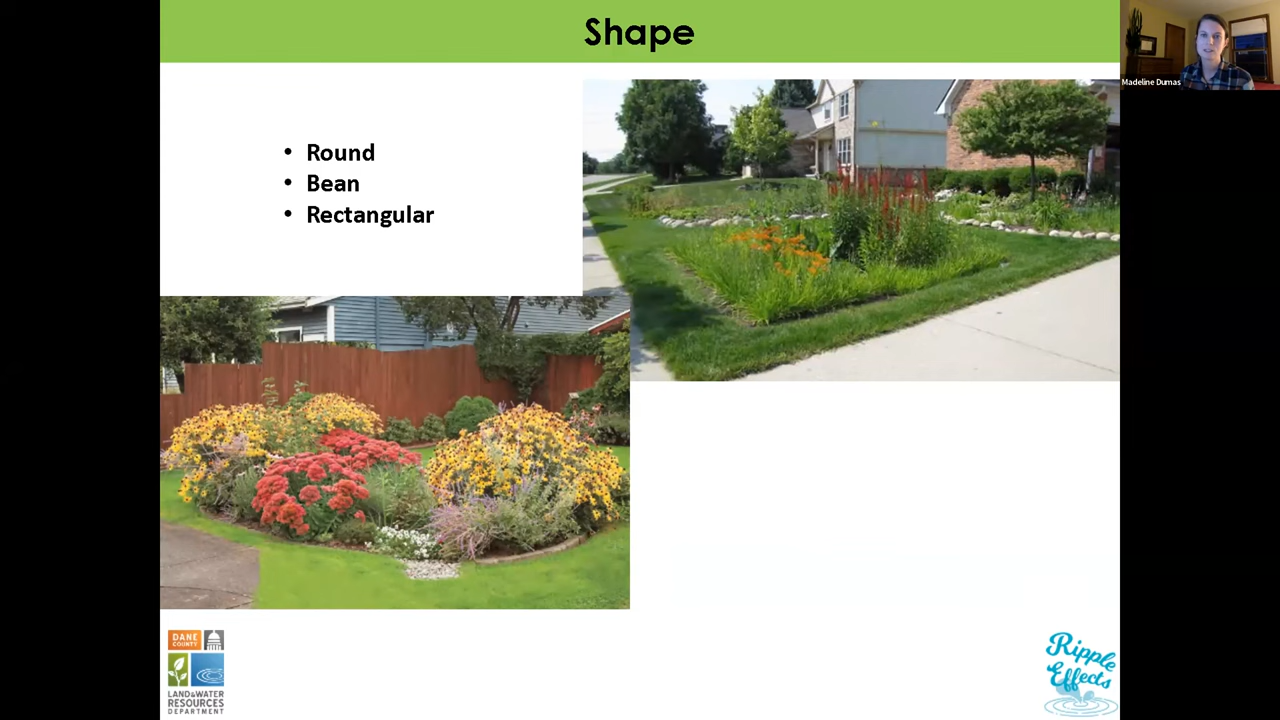 Shape
Madeline Dumas
• Round
• Bean
• Rectangular
DANE
COUNTY
LAND & WATER
RESOURCES
DEPARTMENT
Ripple
Effects